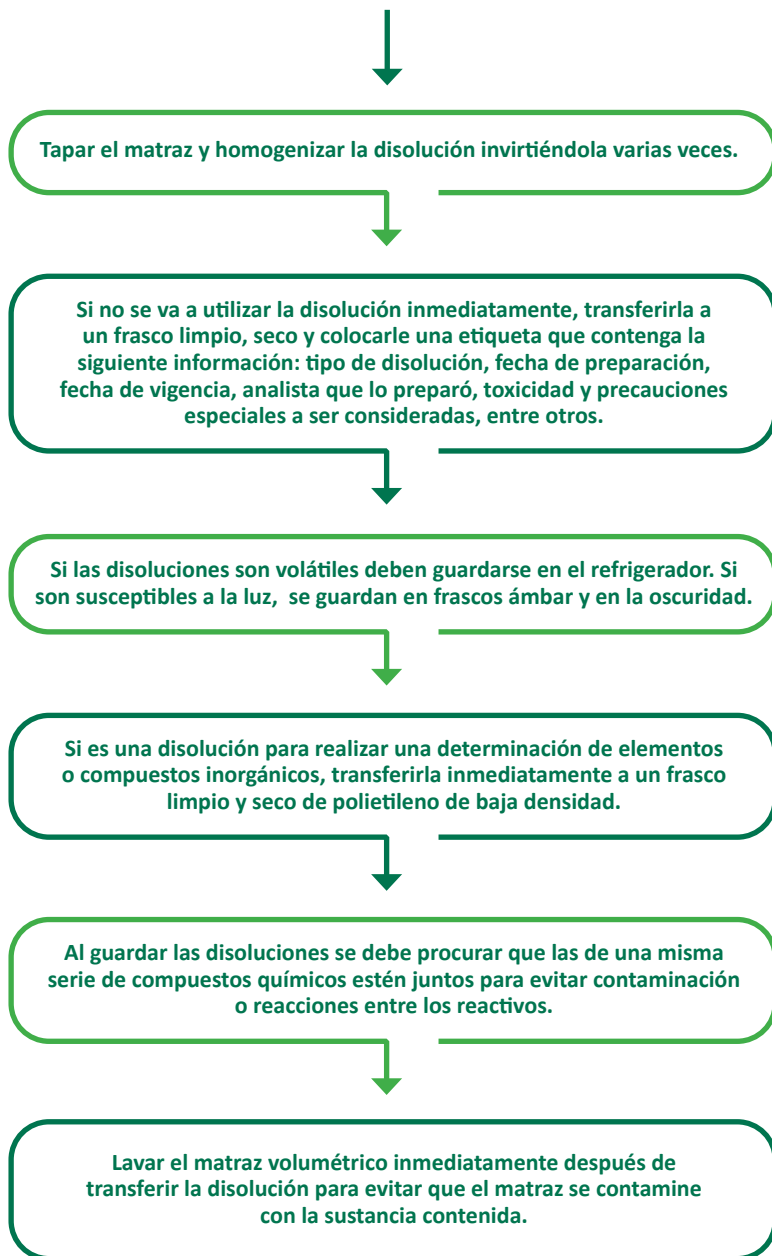 Tapar el matraz y homogenizar la disolución invirtiéndola varias veces.
Si no se va a utilizar la disolución inmediatamente, transferirla a
un frasco limpio, seco y colocarle una etiqueta que contenga la
siguiente información: tipo de disolución, fecha de preparación,
fecha de vigencia, analista que lo preparó, toxicidad y precauciones
especiales a ser consideradas, entre otros.
Si las disoluciones son volátiles deben guardarse en el refrigerador. Si
son susceptibles a la luz, se guardan en frascos ámbar y en la oscuridad.
Si es una disolución para realizar una determinación de elementos
o compuestos inorgánicos, transferirla inmediatamente a un frasco
limpio y seco de polietileno de baja densidad.
Al guardar las disoluciones se debe procurar que las de una misma
serie de compuestos químicos estén juntos para evitar contaminación
o reacciones entre los reactivos.
Lavar el matraz volumétrico inmediatamente después de
transferir la disolución para evitar que el matraz se contamine
con la sustancia contenida.